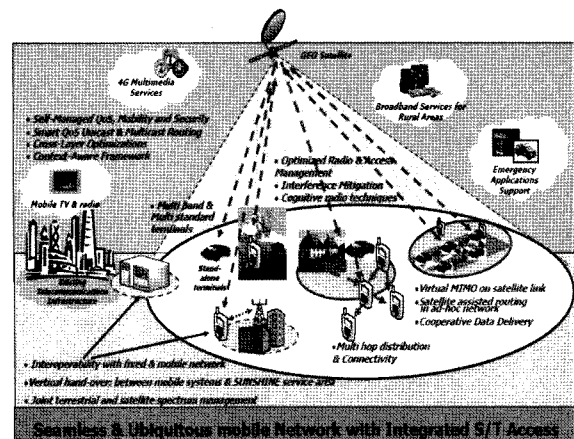 GEO Satellite
4G Multimedia
Services
Broadband Services for
Rural Areas
• Self-Managed QoS, Mobility and Security
• Smart QoS Unicast & Multicast Routing
• Cross-Layer Optimizations
• Context-Aware Framework
Emergency
Applications
Support
• Optimized Radio & Access
Management
• Interference Mitigation
• Cognitive radio techniques
Mobile TV & radio
• Multi band &
Multi standard
terminals
Stand-
alone
terminals
Infrastructure
• Virtual MIMO on satellite link
• Satellite assisted routing
in ad-hoc network
• Cooperative Data Delivery
• Multi hop distribution
& Connectivity
• Interoperability with fixed & mobile network
• Vertical hand-over: between mobile systems & SUNSHINE service area
• Joint terrestrial and satellite spectrum management
Seamless & Ubiquitous mobile Network with Integrated S/T Access